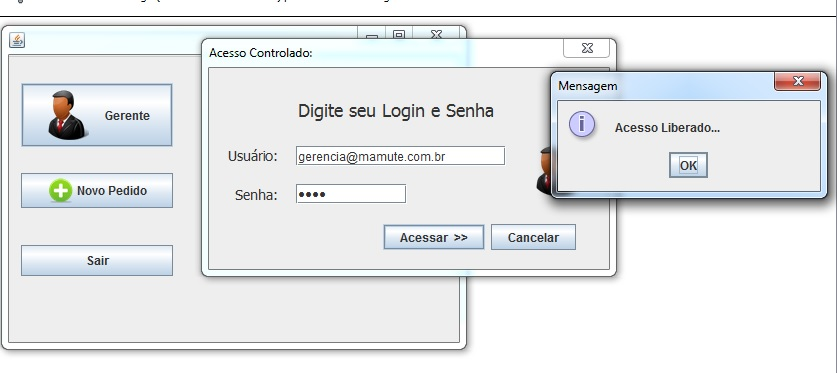 Acesso Controlado:
Mensagem
Gerente
Digite seu Login e Senha
Acesso Liberado...
Usuário: gerencia@mamute.com.br
OK
Novo Pedido
Senha: ••••
Acessar >> Cancelar
Sair